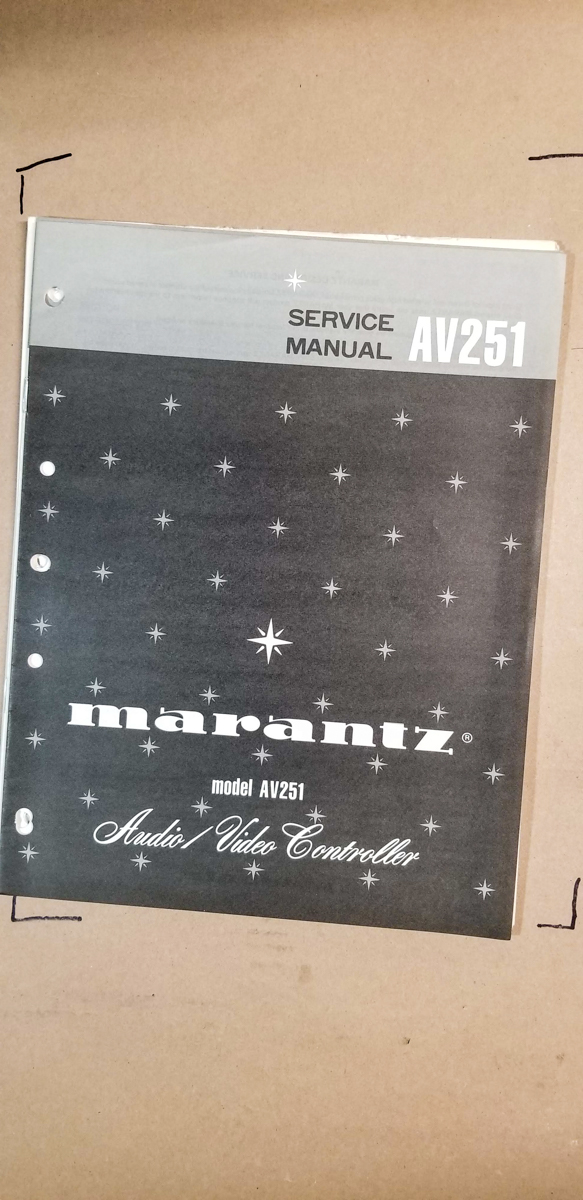 SERVICE
MANUAL AV251
marantz®
model AV251
Audio/Video Controller